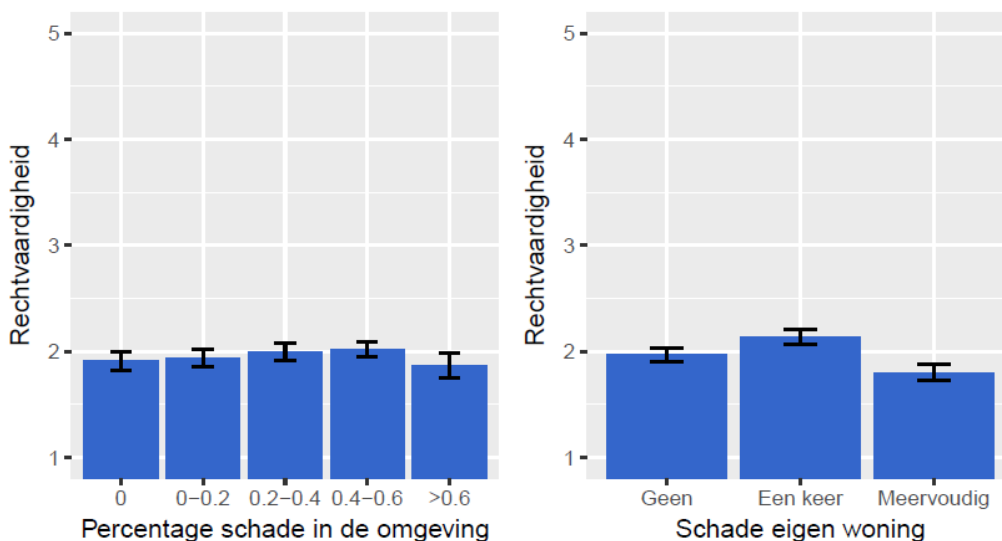 5
4
3
2
1
Rechtvaardigheid
0
0−0.2
0.2−0.4
0.4−0.6
>0.6
Percentage schade in de omgeving
5
4
3
2
1
Rechtvaardigheid
Geen
Een keer
Meervoudig
Schade eigen woning